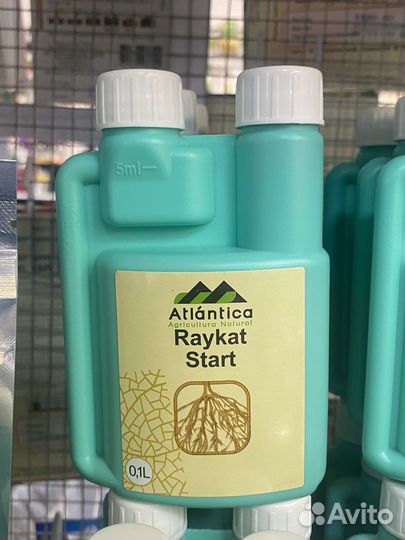 5ml
Atlántica
Agricultura Natural
Raykat
Start
0,1L
Avito